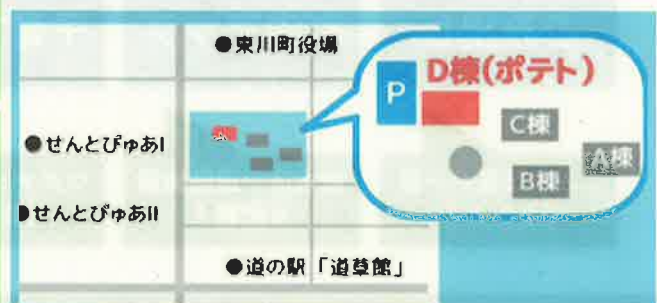 ●東川町役場
D棟(ポテト)
P
C棟
A棟
B棟
●せんとぴゅあI
●せんとぴゅあII
●道の駅「道草館」